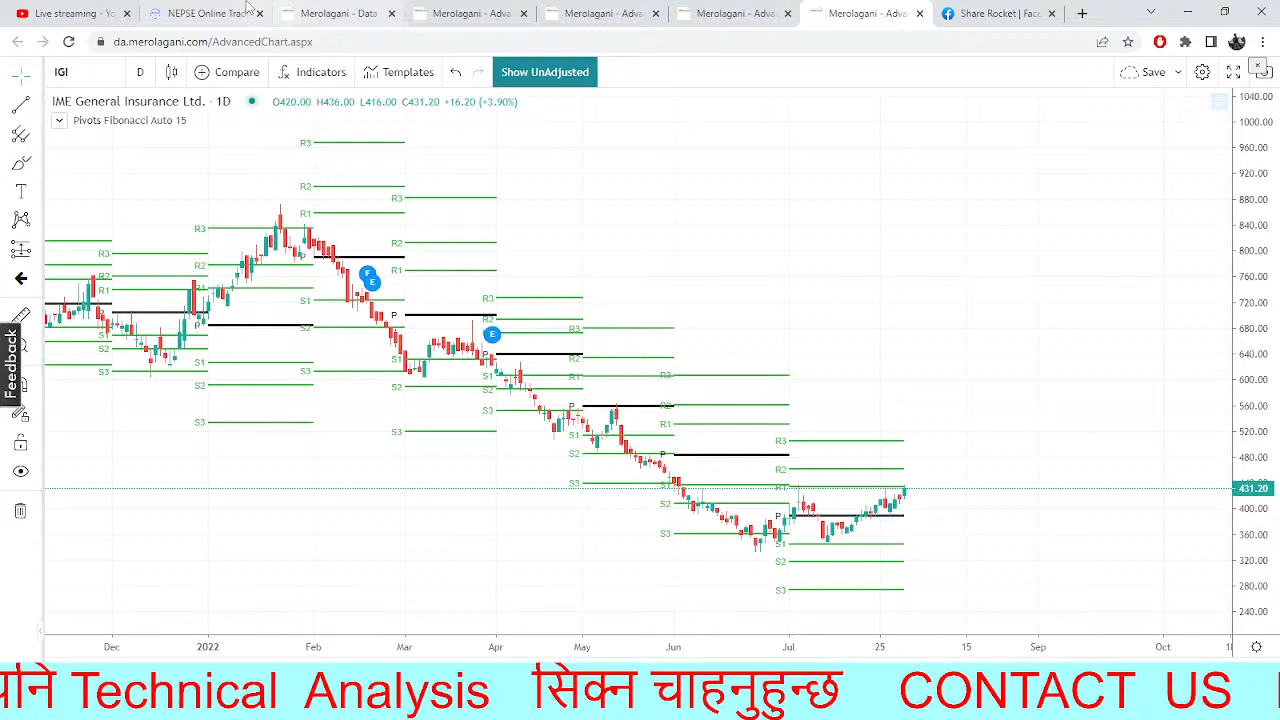 Live streaming - Yo
NEPSE Online Trad
Merolagani - Data
Merolagani - Adva
Merolagani - Adva
Merolagani - Adva
Merolagani - Adva
Share Rocket | Face
da.merolagani.com/AdvancedChart.aspx
IGI
D
Compare
Indicators
Templates
Show UnAdjusted
Save
IME General Insurance Ltd. · 1D
O420.00 H436.00 L416.00 C431.20 +16.20 (+3.90%)
Pivots Fibonacci Auto 15
Feedback
R3
R2
R1
P
S1
S2
S3
F
E
E
1040.00
1000.00
960.00
920.00
880.00
840.00
800.00
760.00
720.00
680.00
640.00
600.00
560.00
520.00
480.00
431.20
400.00
360.00
320.00
280.00
240.00
Dec 2022 Feb Mar Apr May Jun Jul 25 15 Sep Oct
Technical Analysis सिक्न चाहनुहुन्छ CONTACT US